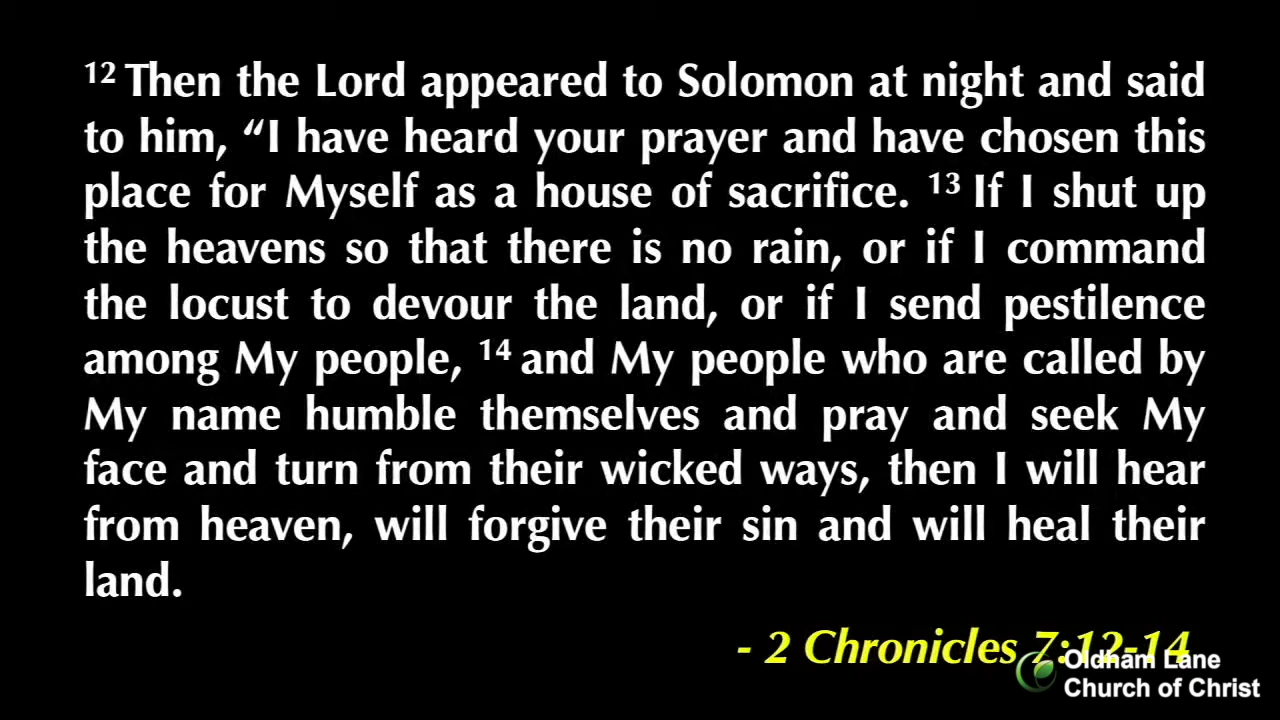 12 Then the Lord appeared to Solomon at night and said
to him, “I have heard your prayer and have chosen this
place for Myself as a house of sacrifice. 13 If I shut up
the heavens so that there is no rain, or if I command
the locust to devour the land, or if I send pestilence
among My people, 14 and My people who are called by
My name humble themselves and pray and seek My
face and turn from their wicked ways, then I will hear
from heaven, will forgive their sin and will heal their
land.
- 2 Chronicles 7:12-14
Oldham Lane
Church of Christ